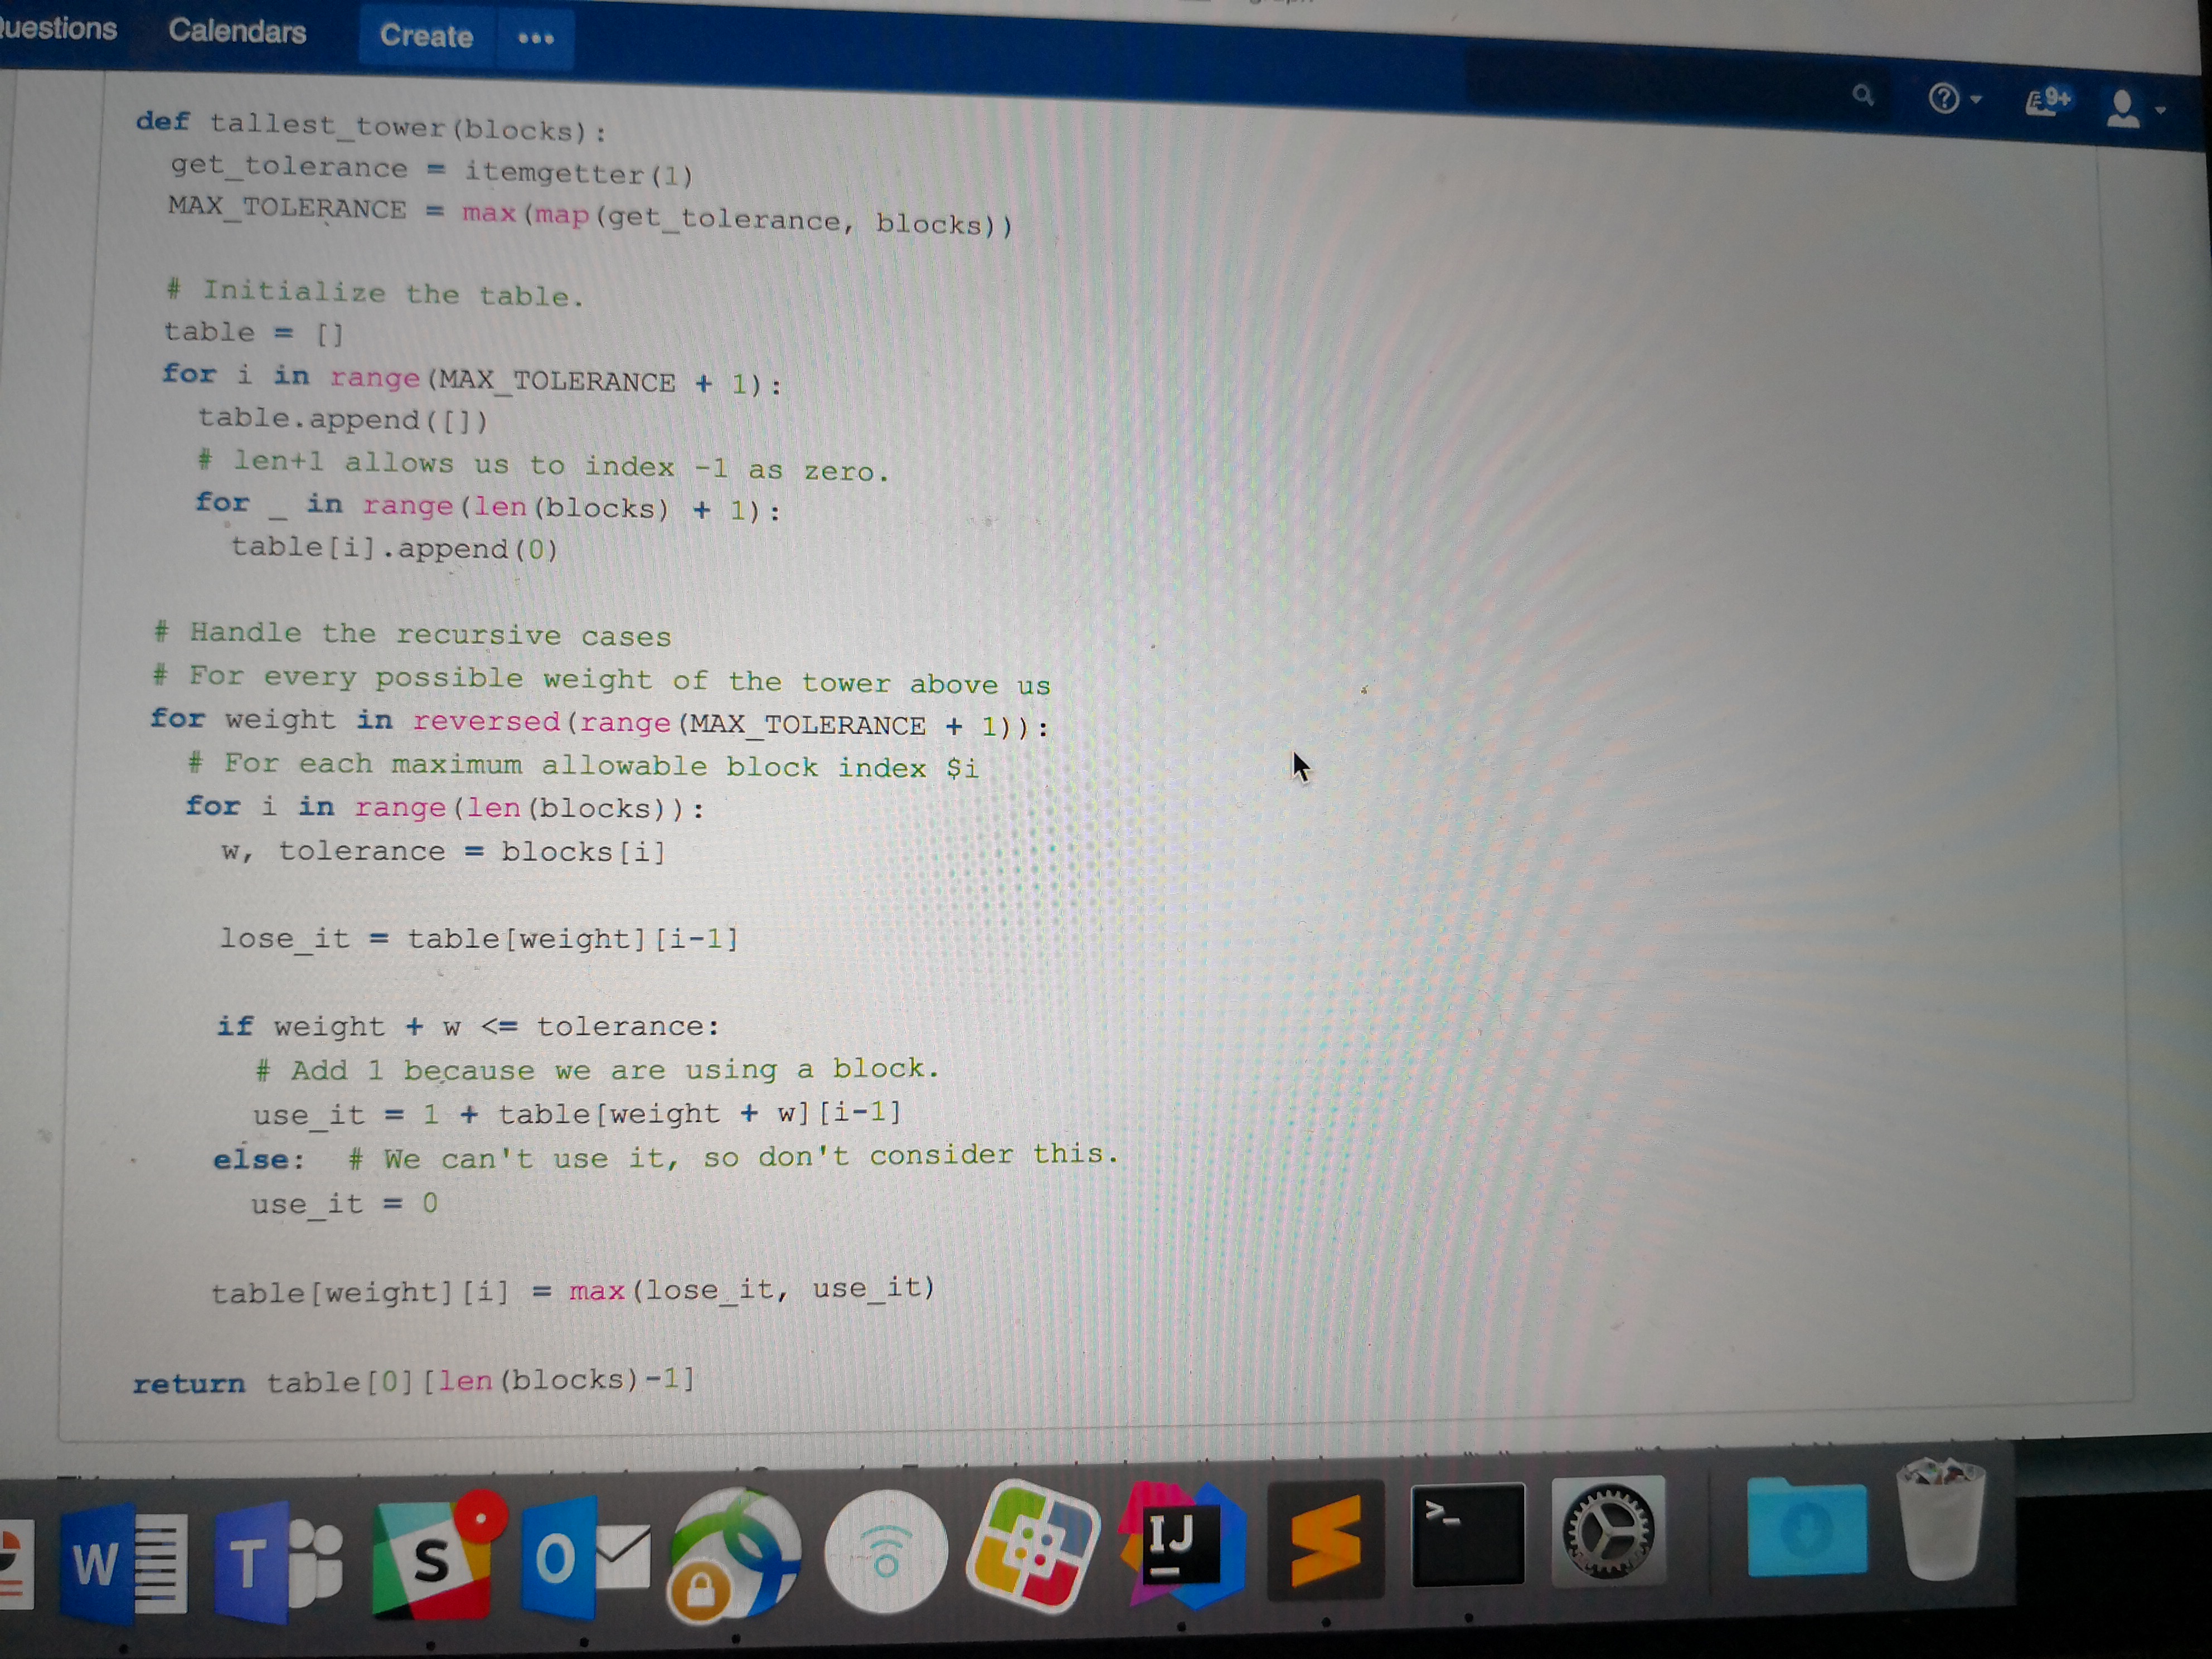 Calendars
Create
9+
def tallest_tower(blocks):
  get_tolerance = itemgetter(1)
  MAX_TOLERANCE = max(map(get_tolerance, blocks))

  # Initialize the table.
  table = []
  for i in range(MAX_TOLERANCE + 1):
    table.append([])
    # len+1 allows us to index -1 as zero.
    for _ in range(len(blocks) + 1):
      table[i].append(0)

  # Handle the recursive cases
  # For every possible weight of the tower above us
  for weight in reversed(range(MAX_TOLERANCE + 1)):
    # For each maximum allowable block index $i
    for i in range(len(blocks)):
      w, tolerance = blocks[i]

      lose_it = table[weight][i-1]

      if weight + w <= tolerance:
        # Add 1 because we are using a block.
        use_it = 1 + table[weight + w][i-1]
      else:  # We can't use it, so don't consider this.
        use_it = 0

      table[weight][i] = max(lose_it, use_it)

  return table[0][len(blocks)-1]
W
T
S
O
IJ
>_